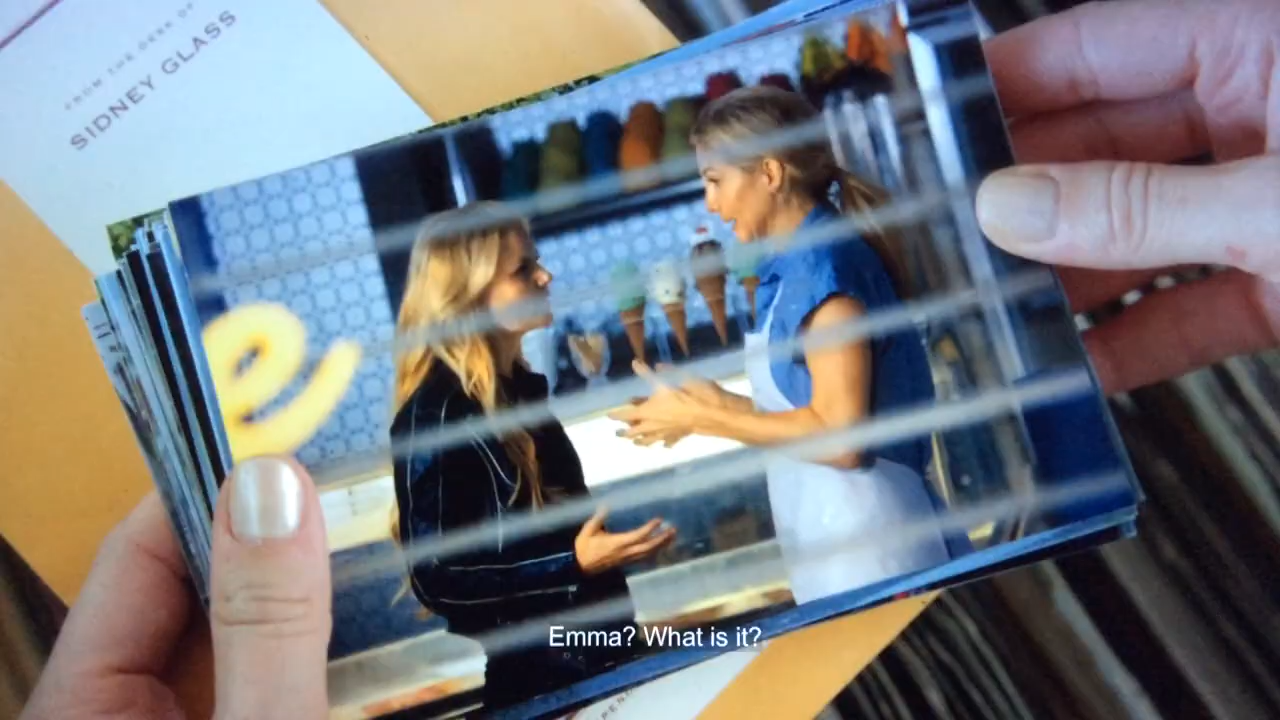 FROM THE DESK OF
SIDNEY GLASS
e
Emma? What is it?